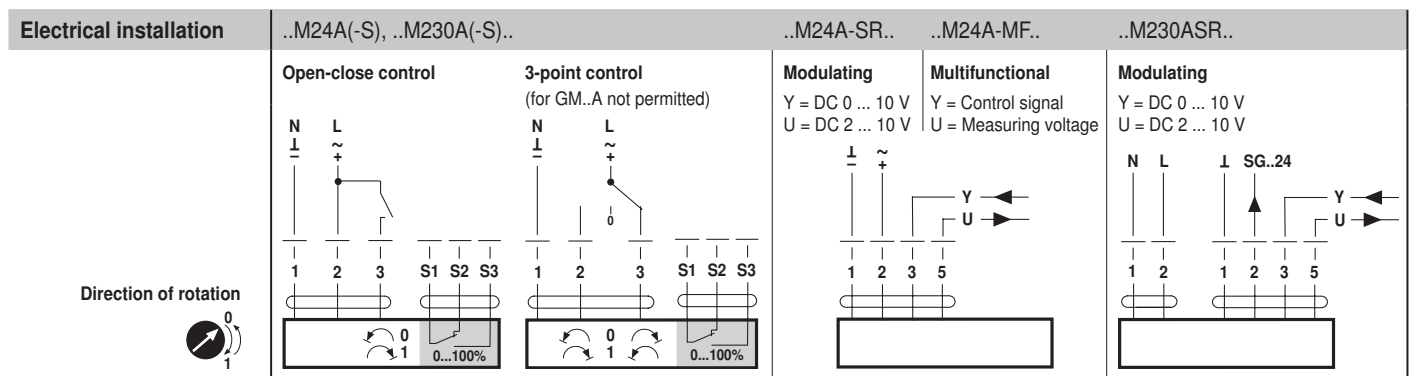 Electrical installation
..M24A(-S), ..M230A(-S)..
..M24A-SR..
..M24A-MF..
..M230ASR..
Open-close control
3-point control
(for GM..A not permitted)
Modulating
Y = DC 0 ... 10 V
U = DC 2 ... 10 V
Multifunctional
Y = Control signal
U = Measuring voltage
Modulating
Y = DC 0 ... 10 V
U = DC 2 ... 10 V
N L
⊥ ~
– +
N L
⊥ ~
– +
0
⊥ ~
– +
Y
U
N L ⊥ SG..24
Y
U
1 2 3 S1 S2 S3
1 2 3 S1 S2 S3
1 2 3 5
1 2 1 2 3 5
Direction of rotation
0
1
0
1
0...100%
0
1
0...100%